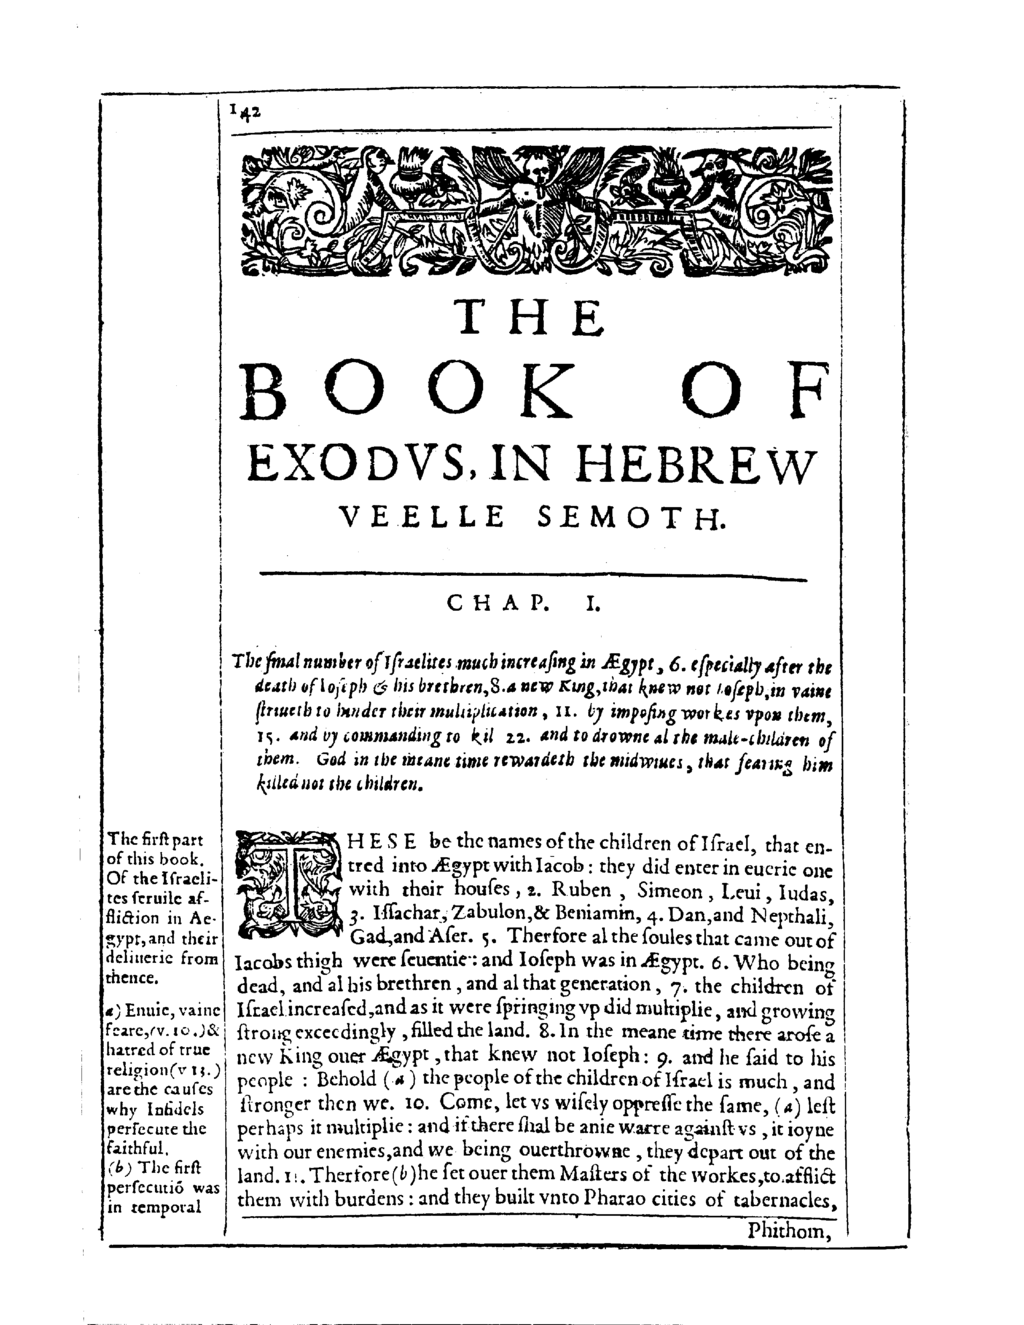 142
THE
BOOK OF
EXODVS, IN HEBREW
VEELLE SEMOTH.
CHAP. I.
The smal number of Iſraelites much increaſing in Ægypt, 6. eſpecially after the
death of Ioſeph & his brethren, 8. a new King, that knew not Ioſeph, in vaine
ſtriueth to hinder their multiplication, 11. by impoſing workes vpon them,
15. and by commanding to kil 22. and to drowne al the male-children of
them. God in the meane time rewardeth the midwiues, that fearing him
killed not the children.
The firſt part
of this book.
Of the Iſraeli-
tes ſeruile af-
fliction in Ae-
gypt, and their
deliuerie from
thence.
a) Enuie, vaine
feare, (v. 10.) &
hatred of true
religion (v 13.)
are the cauſes
why Infidels
perſecute the
faithful.
(b) The firſt
perſecutiō was
in temporal
THESE be the names of the children of Iſrael, that en-
tred into Ægypt with Iacob: they did enter in euerie one
with their houſes, 2. Ruben, Simeon, Leui, Iudas,
3. Iſſachar, Zabulon, & Beniamin, 4. Dan, and Nepthali,
Gad, and Aſer. 5. Therfore al the ſoules that came out of
Iacobs thigh were ſeuentie: and Ioſeph was in Ægypt. 6. Who being
dead, and al his brethren, and al that generation, 7. the children of
Iſrael increaſed, and as it were ſpringing vp did multiplie, and growing
ſtrong exceedingly, filled the land. 8. In the meane time there aroſe a
new King ouer Ægypt, that knew not Ioſeph: 9. and he ſaid to his
people: Behold (a) the people of the children of Iſrael is much, and
ſtronger then we. 10. Come, let vs wiſely oppreſſe the ſame, (a) leſt
perhaps it multiplie: and if there ſhal be anie warre againſt vs, it ioyne
with our enemies, and we being ouerthrowne, they depart out of the
land. 11. Therfore (b) he ſet ouer them Maſters of the workes, to afflict
them with burdens: and they built vnto Pharao cities of tabernacles,
Phithom,